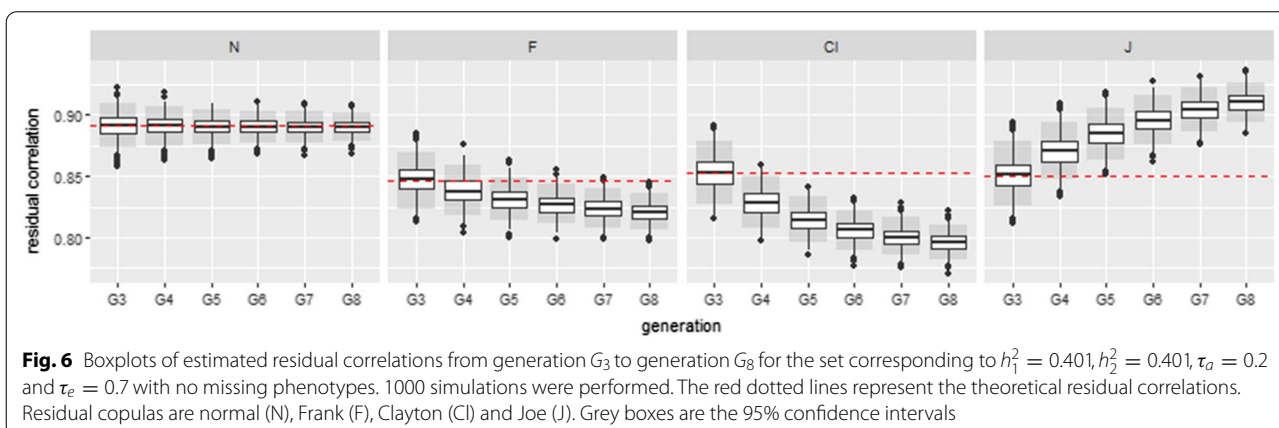 N F Cl J
residual correlation
0.90
0.85
0.80
G3 G4 G5 G6 G7 G8 G3 G4 G5 G6 G7 G8 G3 G4 G5 G6 G7 G8 G3 G4 G5 G6 G7 G8
generation
Fig. 6 Boxplots of estimated residual correlations from generation G₃ to generation G₈ for the set corresponding to h₁² = 0.401, h₂² = 0.401, τₐ = 0.2
and τₑ = 0.7 with no missing phenotypes. 1000 simulations were performed. The red dotted lines represent the theoretical residual correlations.
Residual copulas are normal (N), Frank (F), Clayton (Cl) and Joe (J). Grey boxes are the 95% confidence intervals